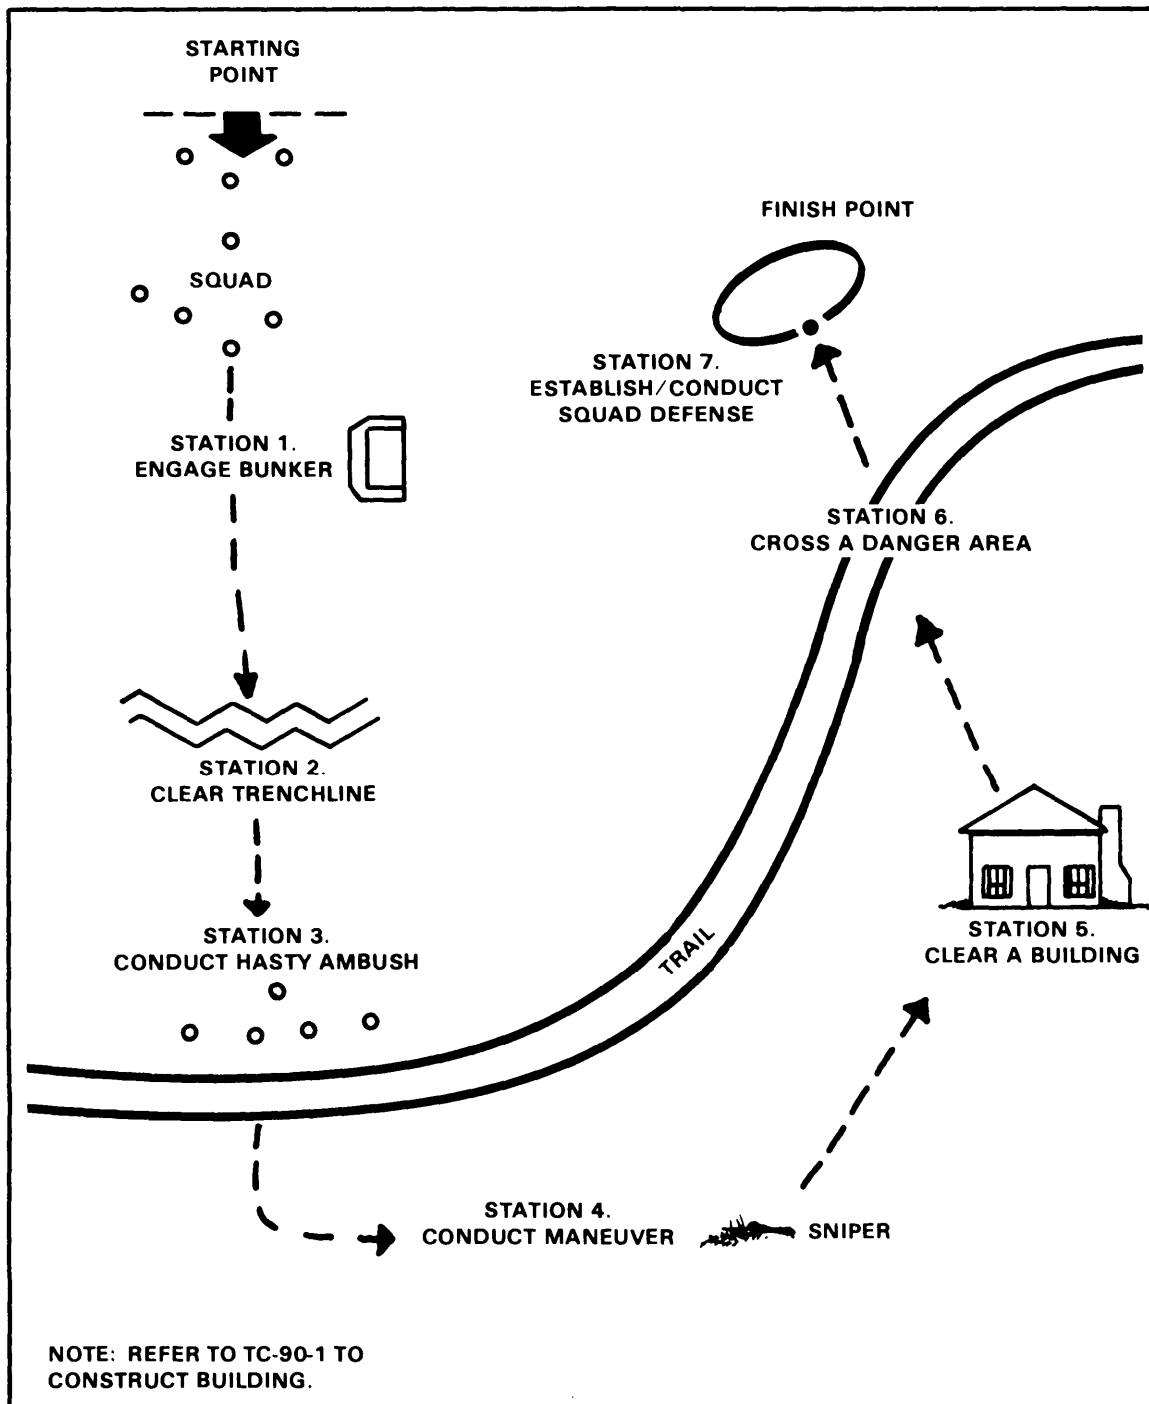 STARTING
POINT
SQUAD
STATION 1.
ENGAGE BUNKER
STATION 2.
CLEAR TRENCHLINE
STATION 3.
CONDUCT HASTY AMBUSH
TRAIL
STATION 4.
CONDUCT MANEUVER
SNIPER
STATION 5.
CLEAR A BUILDING
STATION 6.
CROSS A DANGER AREA
STATION 7.
ESTABLISH/CONDUCT
SQUAD DEFENSE
FINISH POINT
NOTE: REFER TO TC-90-1 TO
CONSTRUCT BUILDING.